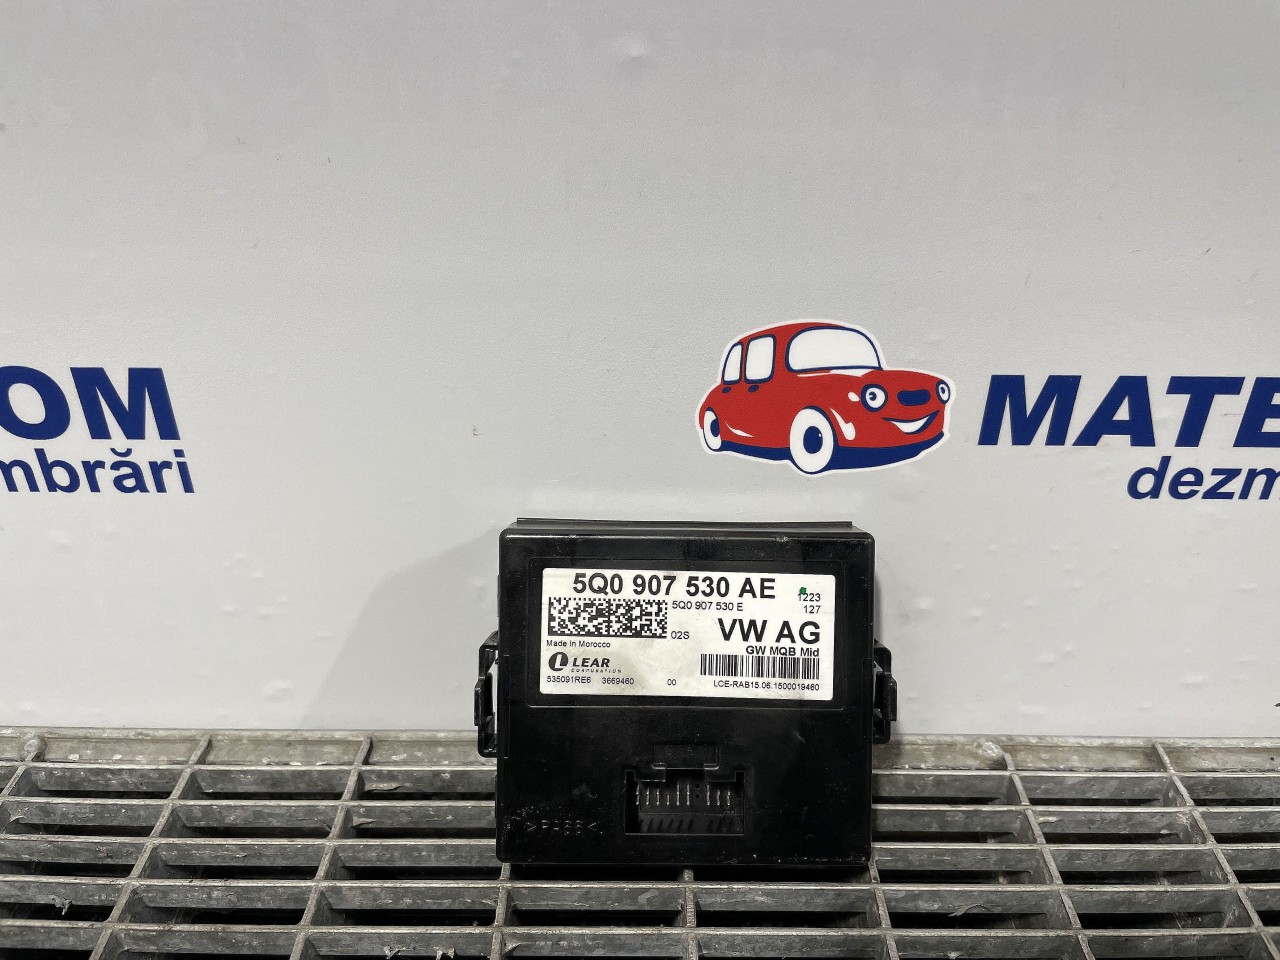 OM
mbrări
MATE
dezm
5Q0 907 530 AE
1223
5Q0 907 530 E
127
02S
VW AG
Made in Morocco
GW MQB Mid
LEAR
CORPORATION
535091RE6 3669460 00
LCE-RAB15.06.1500019460